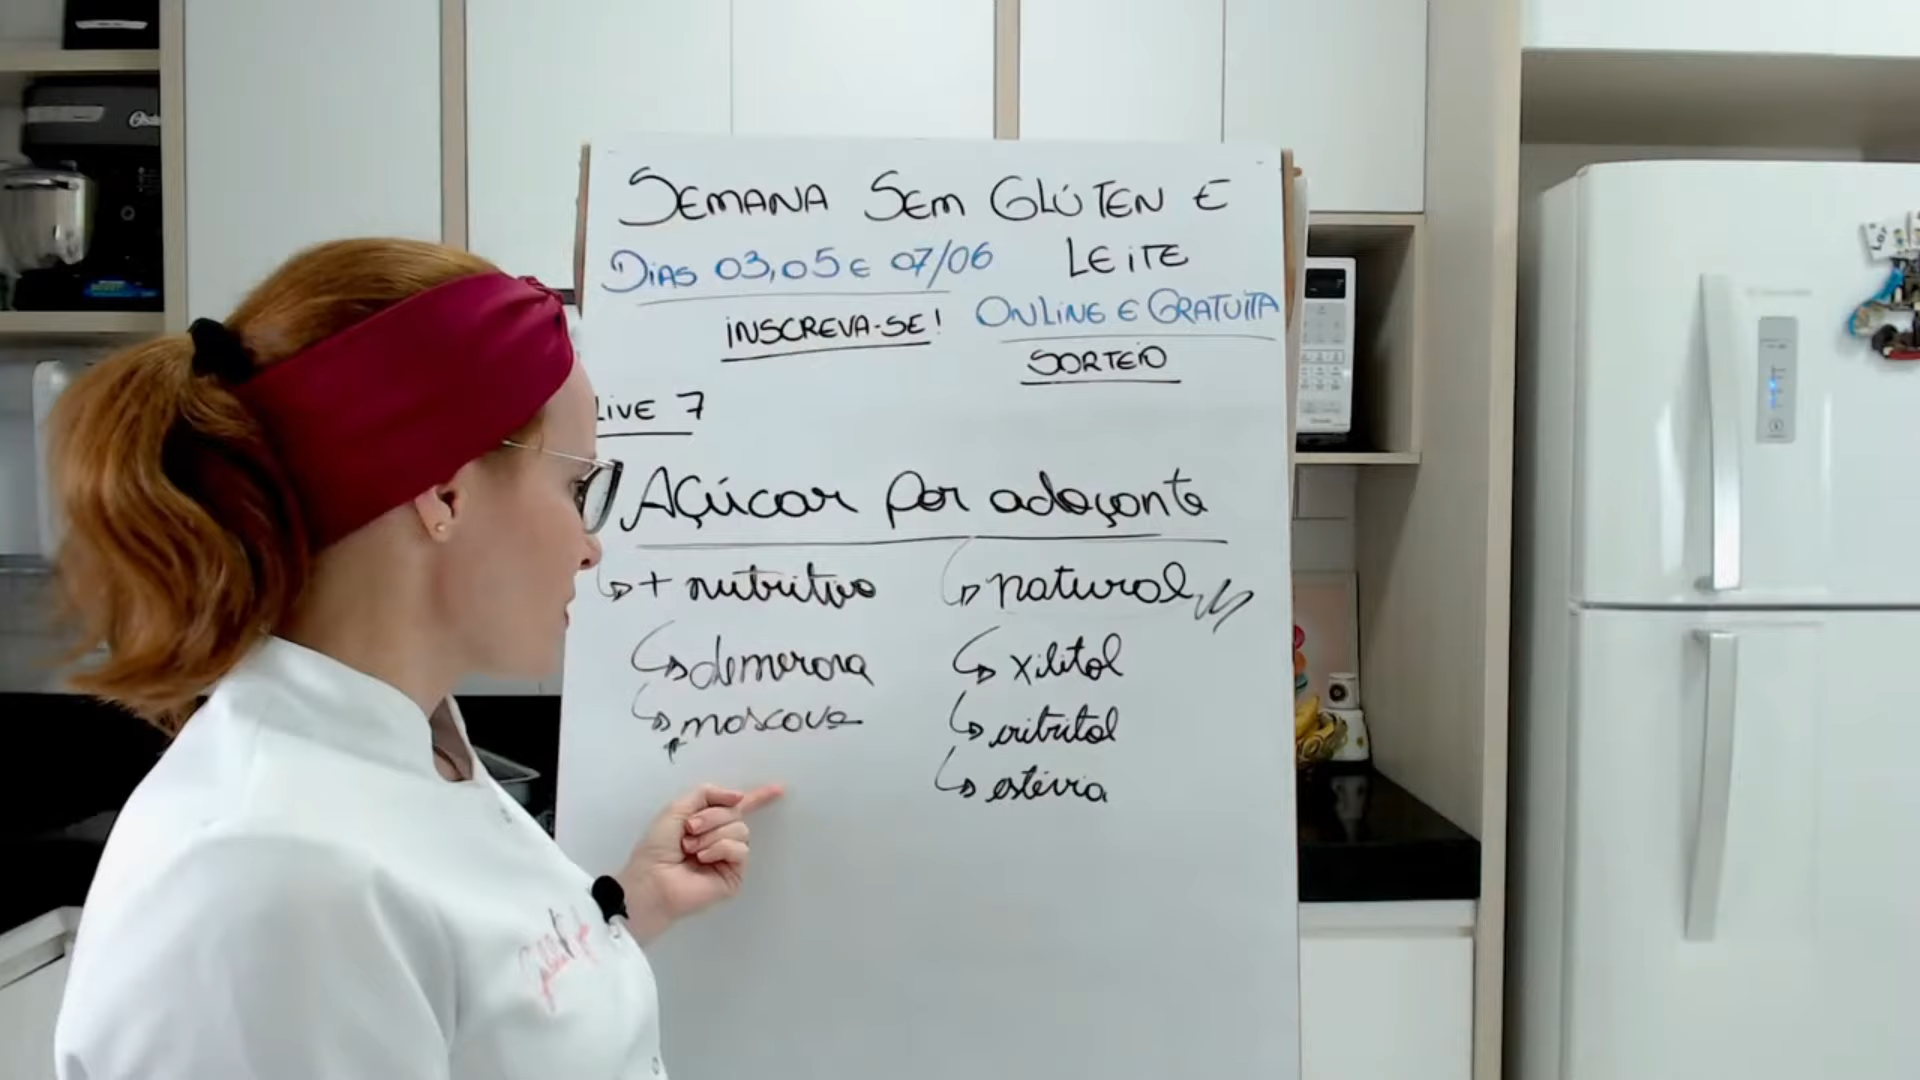 SEMANA SEM GLÚTEN E
LEITE
DIAS 03,05 E 07/06
ONLINE E GRATUITA
INSCREVA-SE!
SORTEIO
LIVE 7
AÇúcar por adoçante
+ nutritivo
natural
demerara
xilitol
mascavo
eritritol
estévia